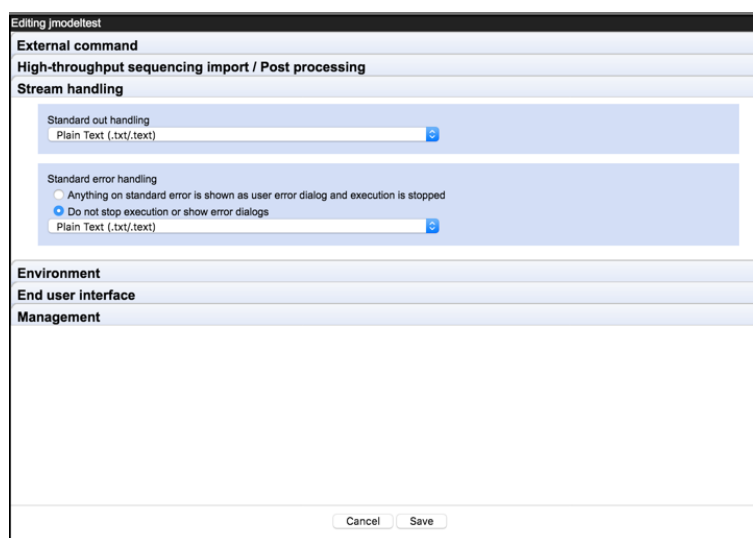 Editing jmodeltest
External command
High-throughput sequencing import / Post processing
Stream handling
Standard out handling
Plain Text (.txt/.text)
Standard error handling
Anything on standard error is shown as user error dialog and execution is stopped
Do not stop execution or show error dialogs
Plain Text (.txt/.text)
Environment
End user interface
Management
Cancel Save